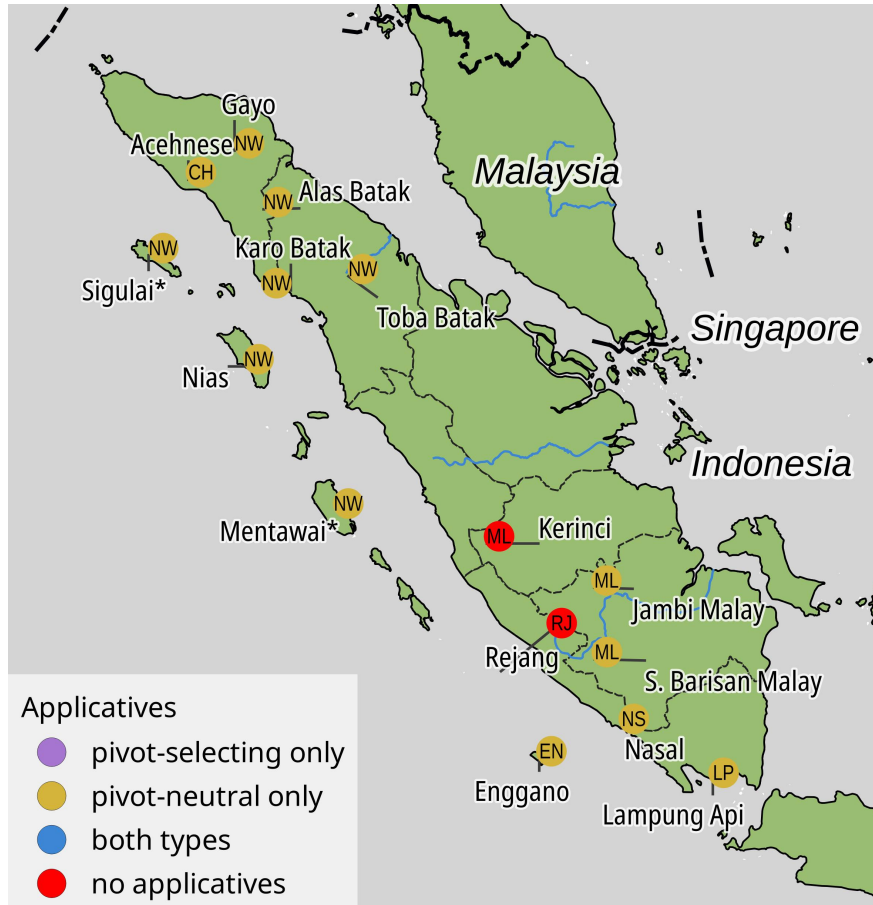 Gayo
NW
Acehnese
CH
Malaysia
NW
Alas Batak
NW
Karo Batak
NW
NW
Sigulai*
Toba Batak
Singapore
NW
Nias
Indonesia
NW
Mentawai*
ML
Kerinci
ML
Jambi Malay
RJ
Rejang
ML
S. Barisan Malay
NS
Nasal
EN
Enggano
LP
Lampung Api
Applicatives
pivot-selecting only
pivot-neutral only
both types
no applicatives